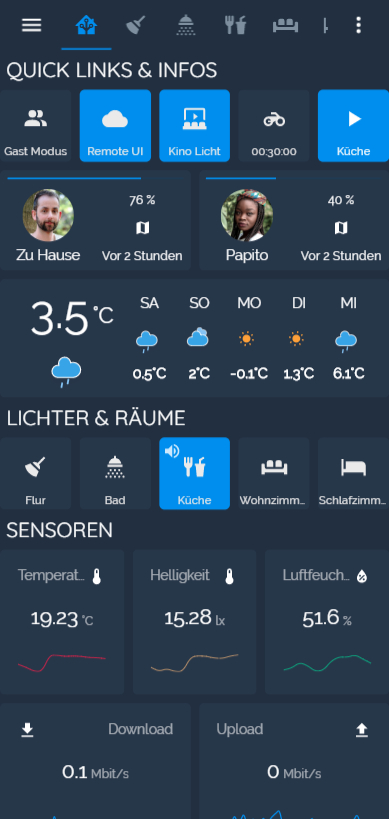 QUICK LINKS & INFOS
Gast Modus
Remote UI
Kino Licht
00:30:00
Küche
76 %
Zu Hause
Vor 2 Stunden
40 %
Papito
Vor 2 Stunden
3.5 °C
SA SO MO DI MI
0.5°C 2°C -0.1°C 1.3°C 6.1°C
LICHTER & RÄUME
Flur
Bad
Küche
Wohnzimm...
Schlafzimm...
SENSOREN
Temperat...
19.23 °C
Helligkeit
15.28 lx
Luftfeuch...
51.6 %
Download
0.1 Mbit/s
Upload
0 Mbit/s